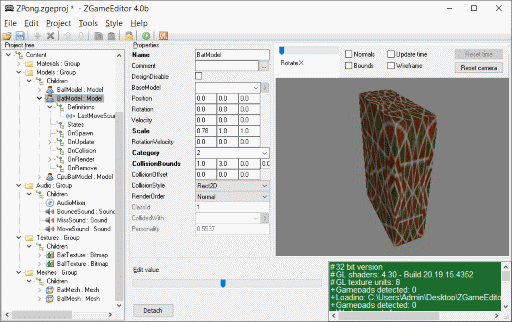 ZPong.zgeproj * - ZGameEditor 4.0b
File Edit Project Tools Style Help
Project tree
Content
Materials : Group
Models : Group
Children
BallModel : Model
BatModel : Model
Definitions
LastMoveSoun
States
OnSpawn
OnUpdate
OnCollision
OnRender
OnRemove
CpuBatModel : Model
Audio : Group
Children
AudioMixer
BounceSound : Sound
MissSound : Sound
MoveSound : Sound
Textures : Group
Children
BatTexture : Bitmap
BallTexture : Bitmap
Meshes : Group
Children
BallMesh : Mesh
BatMesh : Mesh
Properties
Name BatModel
Comment ...
DesignDisable
BaseModel
Position 0.0 0.0 0.0
Rotation 0.0 0.0 0.0
Velocity 0.0 0.0 0.0
Scale 0.78 1.0 1.0
RotationVelocity 0.0 0.0 0.0
Category 2
CollisionBounds 1.0 3.0 0.0 0.0
CollisionOffset 0.0 0.0 0.0
CollisionStyle Rect2D
RenderOrder Normal
ClassId 1
CollidedWith
Personality 0.5537
Edit value
Detach
Rotate X
Normals
Update time
Reset time
Bounds
Wireframe
Reset camera
# 32 bit version
# GL shaders: 4.30 - Build 20.19.15.4352
# GL texture units: 8
+Gamepads detected: 0
+Loading: C:\Users\Admin\Desktop\ZGameEdito
+Gamepads detected: 0